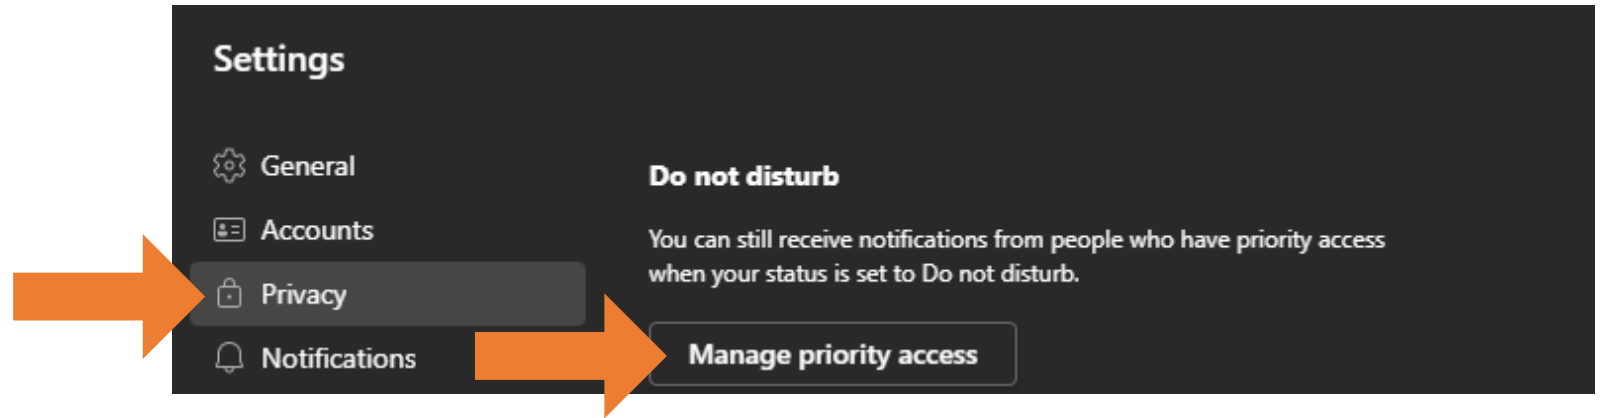 Settings
General
Accounts
Privacy
Notifications
Do not disturb
You can still receive notifications from people who have priority access
when your status is set to Do not disturb.
Manage priority access